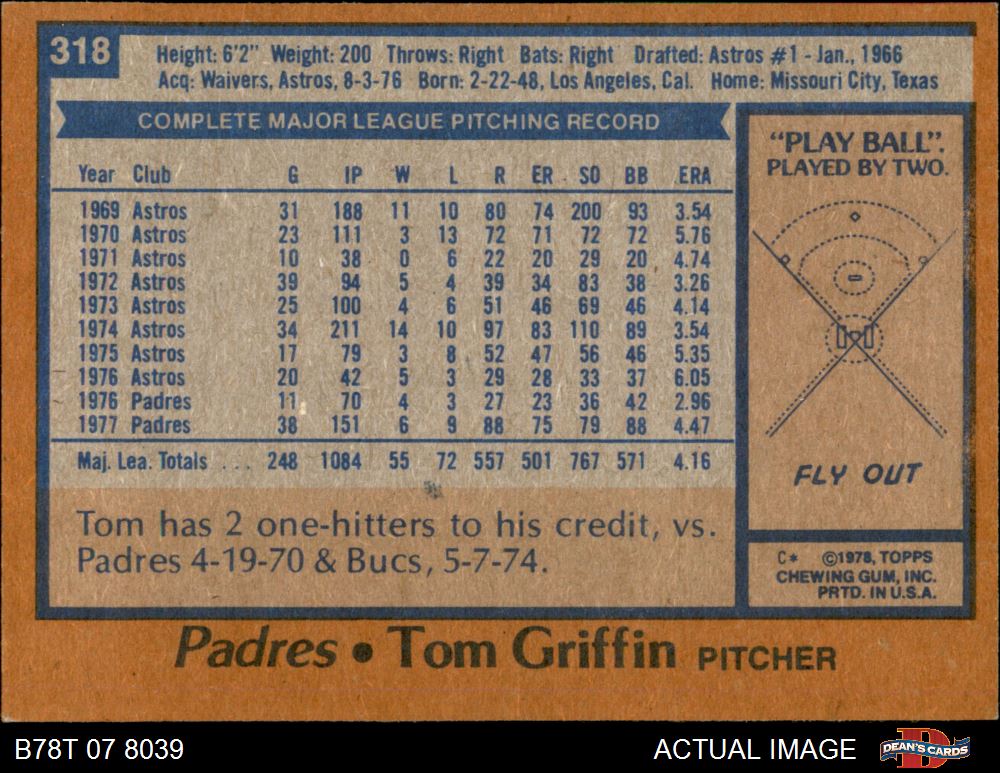 318
Height: 6'2" Weight: 200 Throws: Right Bats: Right Drafted: Astros #1 - Jan., 1966
Acq: Waivers, Astros, 8-3-76 Born: 2-22-48, Los Angeles, Cal. Home: Missouri City, Texas
COMPLETE MAJOR LEAGUE PITCHING RECORD
Year Club G IP W L R ER SO BB ERA
1969 Astros 31 188 11 10 80 74 200 93 3.54
1970 Astros 23 111 3 13 72 71 72 72 5.76
1971 Astros 10 38 0 6 22 20 29 20 4.74
1972 Astros 39 94 5 4 39 34 83 38 3.26
1973 Astros 25 100 4 6 51 46 69 46 4.14
1974 Astros 34 211 14 10 97 83 110 89 3.54
1975 Astros 17 79 3 8 52 47 56 46 5.35
1976 Astros 20 42 5 3 29 28 33 37 6.05
1976 Padres 11 70 4 3 27 23 36 42 2.96
1977 Padres 38 151 6 9 88 75 79 88 4.47
Maj. Lea. Totals ... 248 1084 55 72 557 501 767 571 4.16
Tom has 2 one-hitters to his credit, vs.
Padres 4-19-70 & Bucs, 5-7-74.
"PLAY BALL".
PLAYED BY TWO.
FLY OUT
C* ©1978, TOPPS
CHEWING GUM, INC.
PRTD. IN U.S.A.
Padres • Tom Griffin PITCHER
B78T 07 8039
ACTUAL IMAGE
DEAN'S CARDS